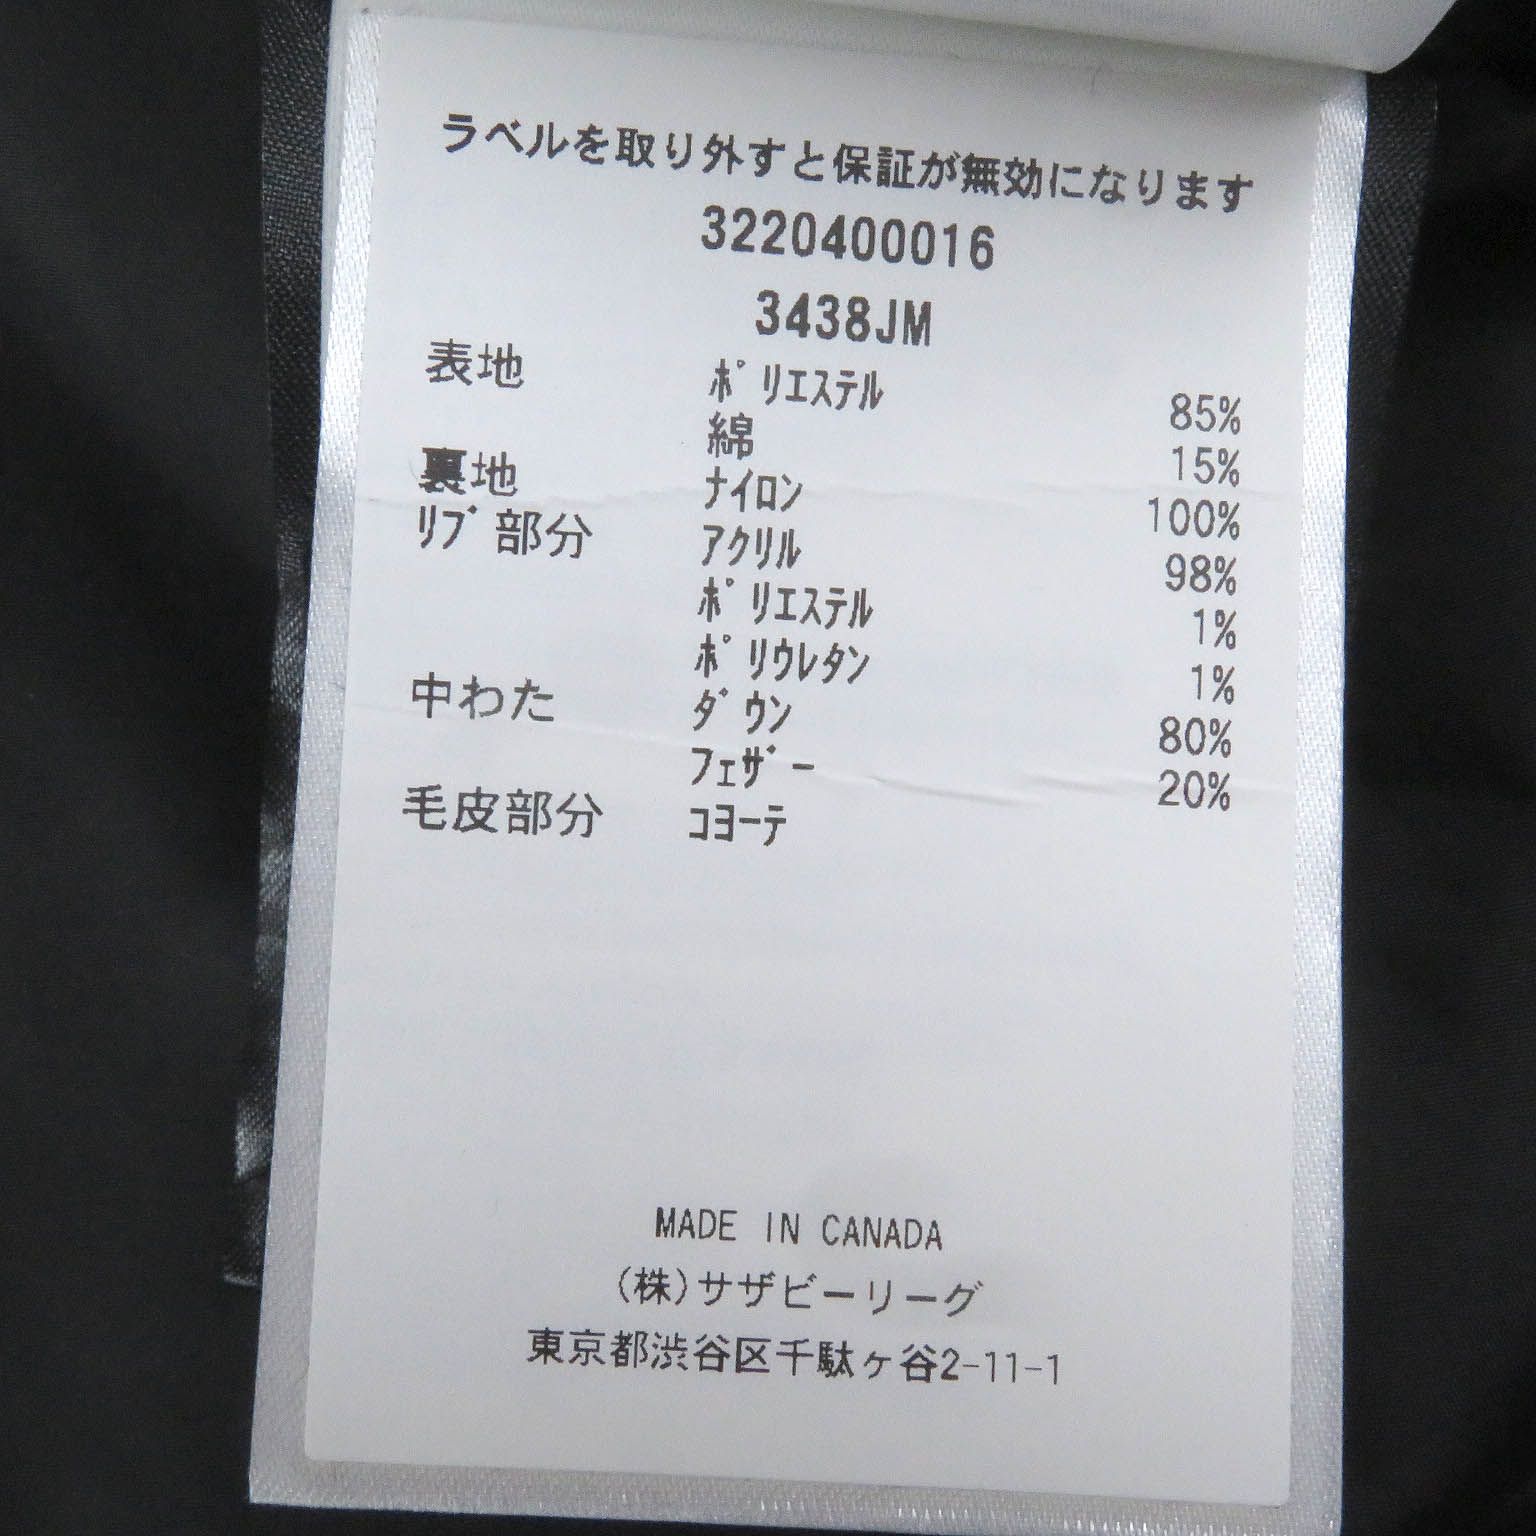 ラベルを取り外すと保証が無効になります
3220400016
3438JM
表地 ポリエステル 85%
綿 15%
裏地 ナイロン 100%
リブ部分 アクリル 98%
ポリエステル 1%
ポリウレタン 1%
中わた ダウン 80%
フェザー 20%
毛皮部分 コヨーテ
MADE IN CANADA
(株)サザビーリーグ
東京都渋谷区千駄ヶ谷2-11-1